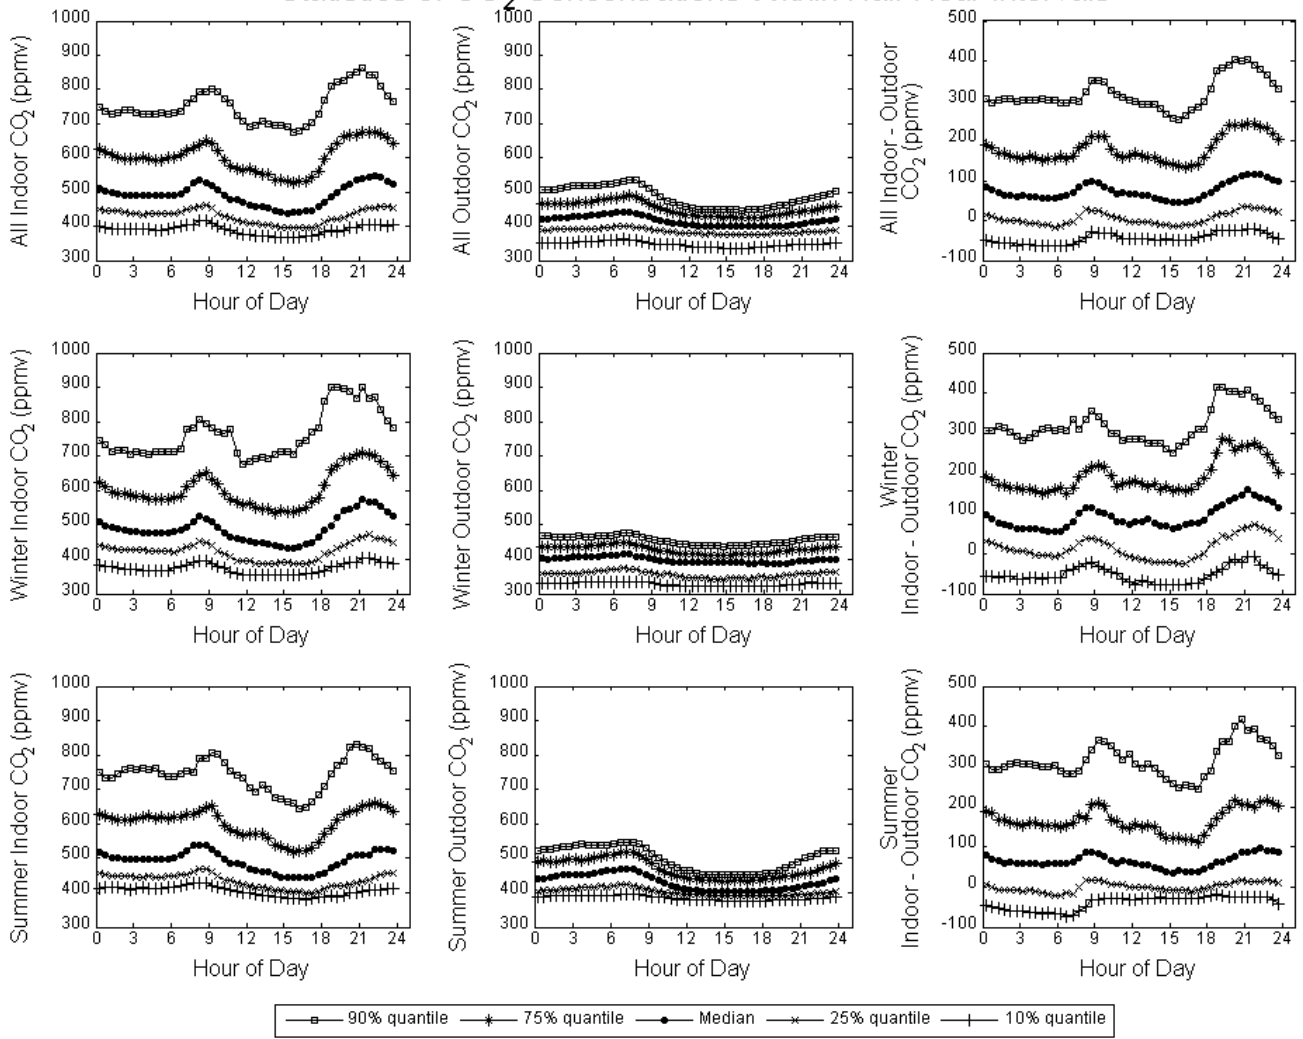 1000
900
800
700
600
500
400
300
All Indoor CO2 (ppmv)
0 3 6 9 12 15 18 21 24
Hour of Day
1000
900
800
700
600
500
400
300
All Outdoor CO2 (ppmv)
0 3 6 9 12 15 18 21 24
Hour of Day
500
400
300
200
100
0
-100
All Indoor - Outdoor
CO2 (ppmv)
0 3 6 9 12 15 18 21 24
Hour of Day
1000
900
800
700
600
500
400
300
Winter Indoor CO2 (ppmv)
0 3 6 9 12 15 18 21 24
Hour of Day
1000
900
800
700
600
500
400
300
Winter Outdoor CO2 (ppmv)
0 3 6 9 12 15 18 21 24
Hour of Day
500
400
300
200
100
0
-100
Winter
Indoor - Outdoor CO2 (ppmv)
0 3 6 9 12 15 18 21 24
Hour of Day
1000
900
800
700
600
500
400
300
Summer Indoor CO2 (ppmv)
0 3 6 9 12 15 18 21 24
Hour of Day
1000
900
800
700
600
500
400
300
Summer Outdoor CO2 (ppmv)
0 3 6 9 12 15 18 21 24
Hour of Day
500
400
300
200
100
0
-100
Summer
Indoor - Outdoor CO2 (ppmv)
0 3 6 9 12 15 18 21 24
Hour of Day
90% quantile 75% quantile Median 25% quantile 10% quantile